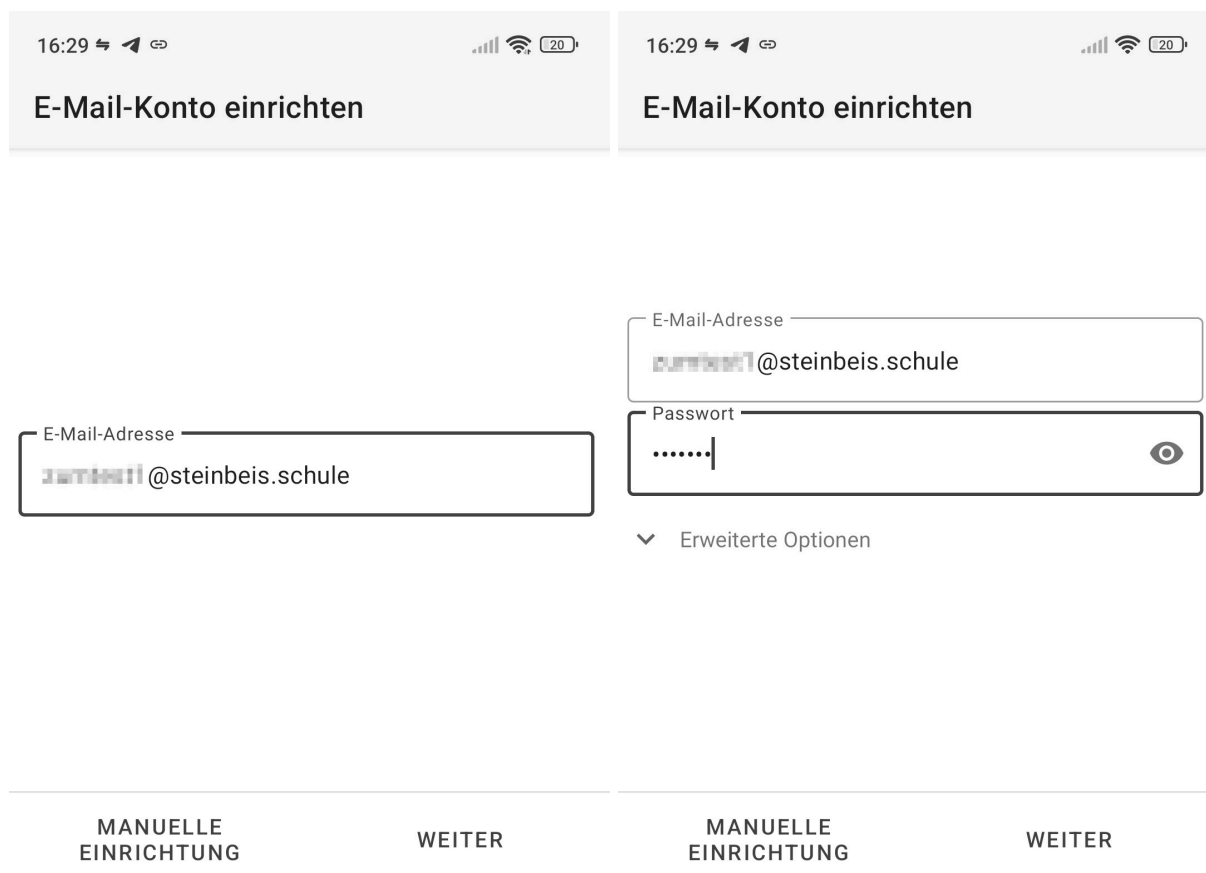 16:29
20
E-Mail-Konto einrichten
E-Mail-Adresse
@steinbeis.schule
MANUELLE
EINRICHTUNG
WEITER
16:29
20
E-Mail-Konto einrichten
E-Mail-Adresse
@steinbeis.schule
Passwort
•••••••
Erweiterte Optionen
MANUELLE
EINRICHTUNG
WEITER